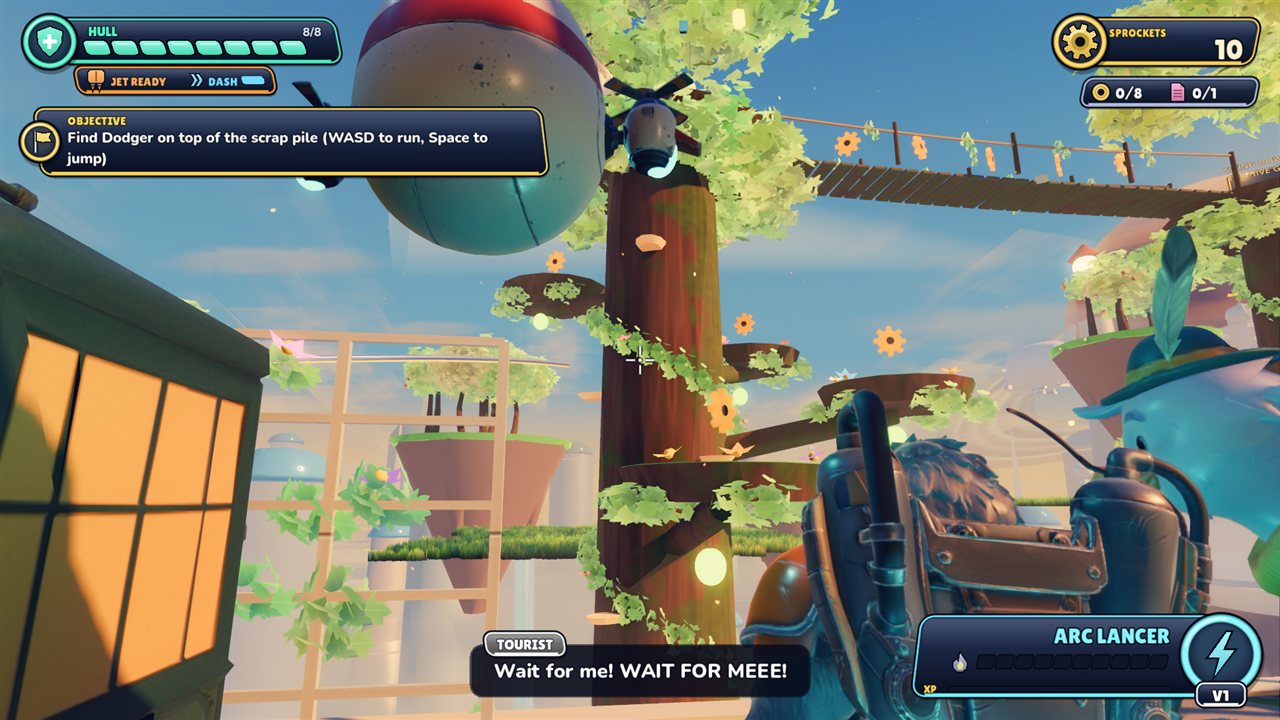 HULL
8/8
JET READY
DASH
OBJECTIVE
Find Dodger on top of the scrap pile (WASD to run, Space to
jump)
SPROCKETS
10
0/8
0/1
TOURIST
Wait for me! WAIT FOR MEEE!
ARC LANCER
XP
V1